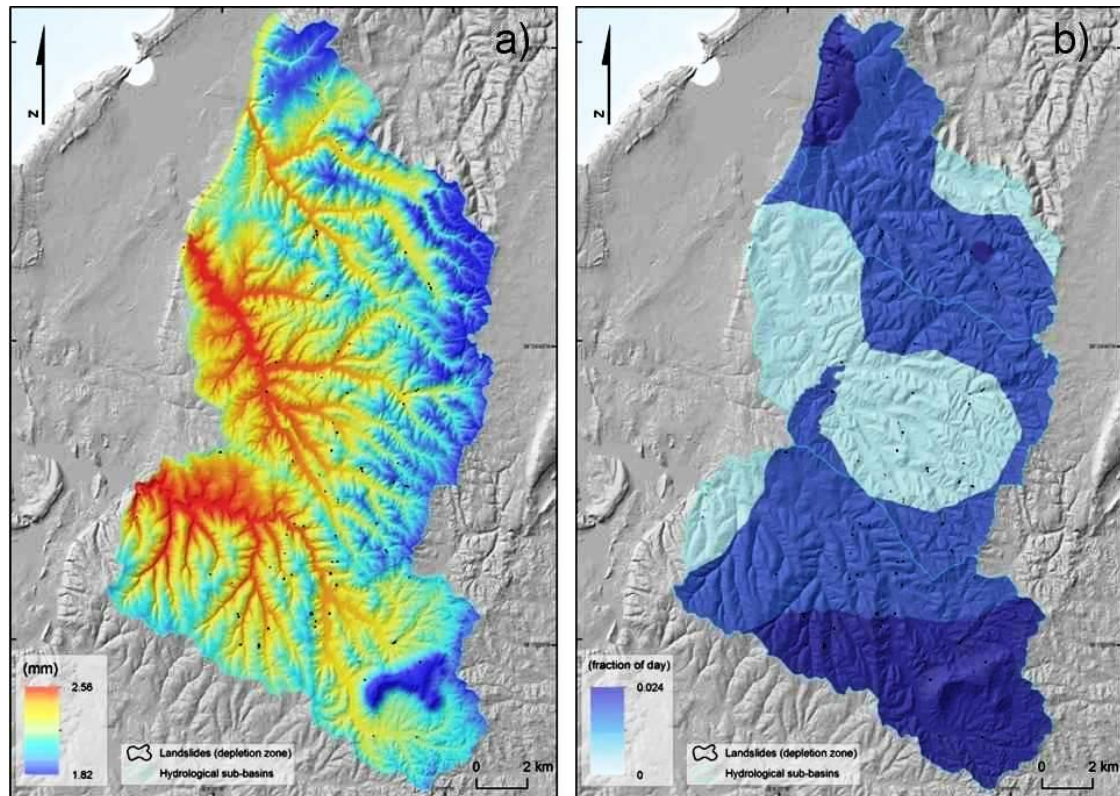 a)
N
(mm)
2.56
1.82
Landslides (depletion zone)
Hydrological sub-basins
0 2 km
b)
N
(fraction of day)
0.024
0
Landslides (depletion zone)
Hydrological sub-basins
0 2 km